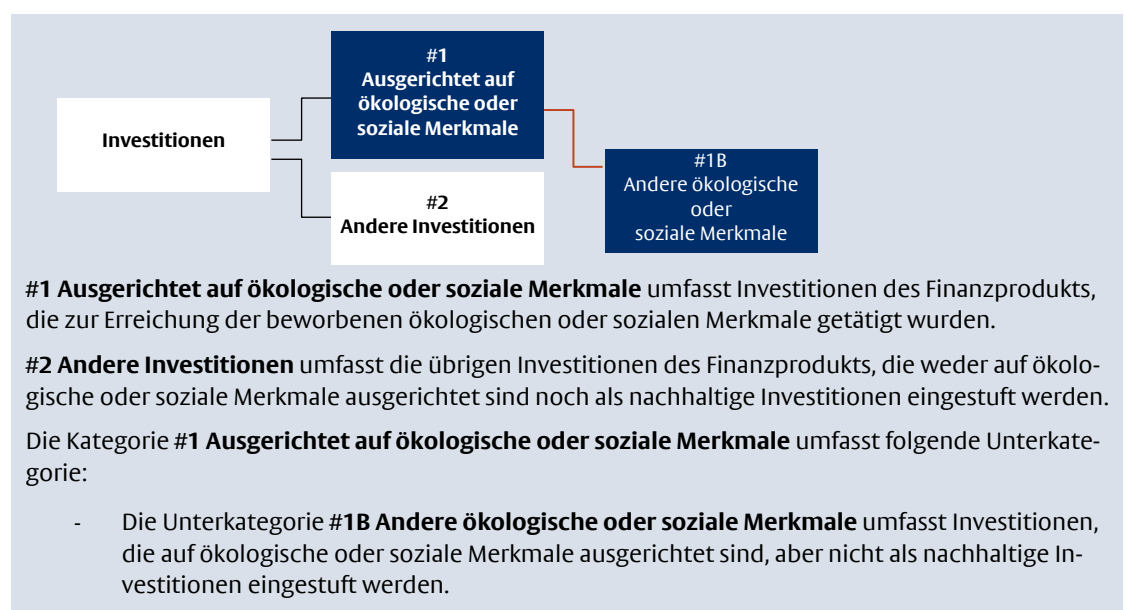 #1
Ausgerichtet auf
ökologische oder
soziale Merkmale
Investitionen
#1B
Andere ökologische
oder
soziale Merkmale
#2
Andere Investitionen
#1 Ausgerichtet auf ökologische oder soziale Merkmale umfasst Investitionen des Finanzprodukts,
die zur Erreichung der beworbenen ökologischen oder sozialen Merkmale getätigt wurden.
#2 Andere Investitionen umfasst die übrigen Investitionen des Finanzprodukts, die weder auf ökolo-
gische oder soziale Merkmale ausgerichtet sind noch als nachhaltige Investitionen eingestuft werden.
Die Kategorie #1 Ausgerichtet auf ökologische oder soziale Merkmale umfasst folgende Unterkate-
gorie:
- Die Unterkategorie #1B Andere ökologische oder soziale Merkmale umfasst Investitionen,
die auf ökologische oder soziale Merkmale ausgerichtet sind, aber nicht als nachhaltige In-
vestitionen eingestuft werden.